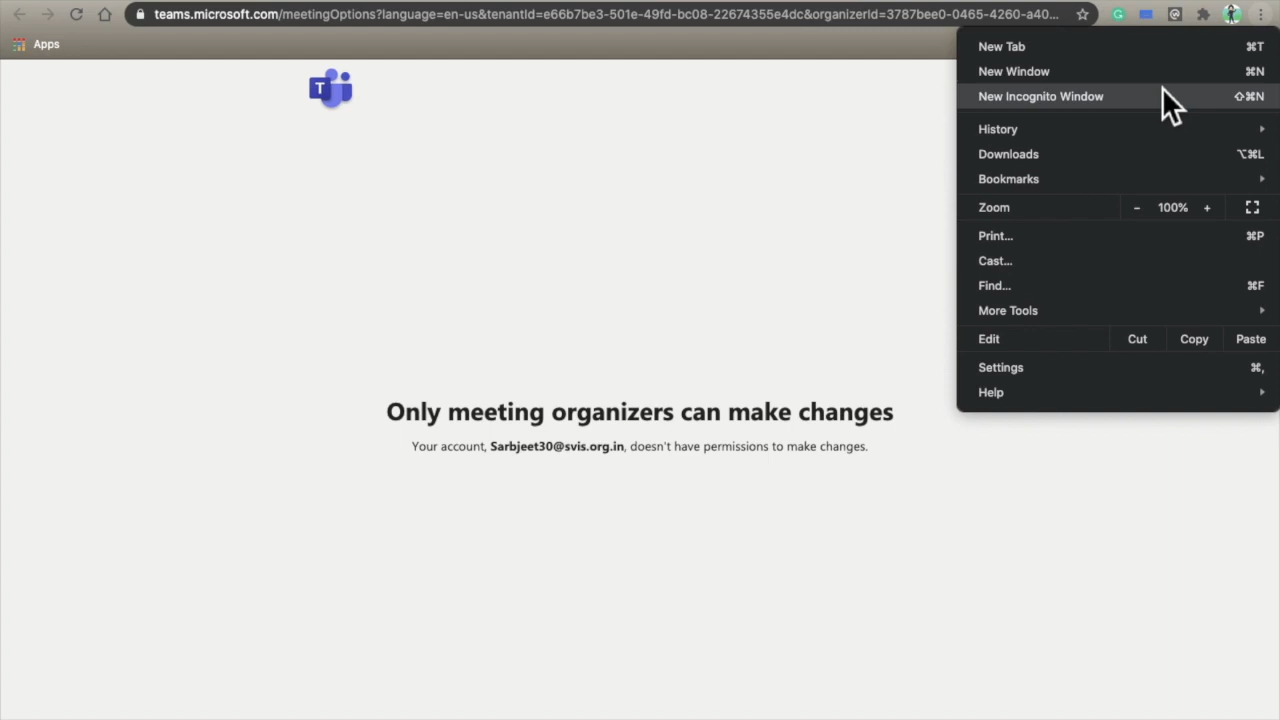 teams.microsoft.com/meetingOptions?language=en-us&tenantId=e66b7be3-501e-49fd-bc08-22674355e4dc&organizerId=3787bee0-0465-4260-a40...
Apps
T
New Tab ⌘T
New Window ⌘N
New Incognito Window ⇧⌘N
History
Downloads ⌥⌘L
Bookmarks
Zoom - 100% +
Print... ⌘P
Cast...
Find... ⌘F
More Tools
Edit Cut Copy Paste
Settings ⌘,
Help
Only meeting organizers can make changes
Your account, Sarbjeet30@svis.org.in, doesn't have permissions to make changes.